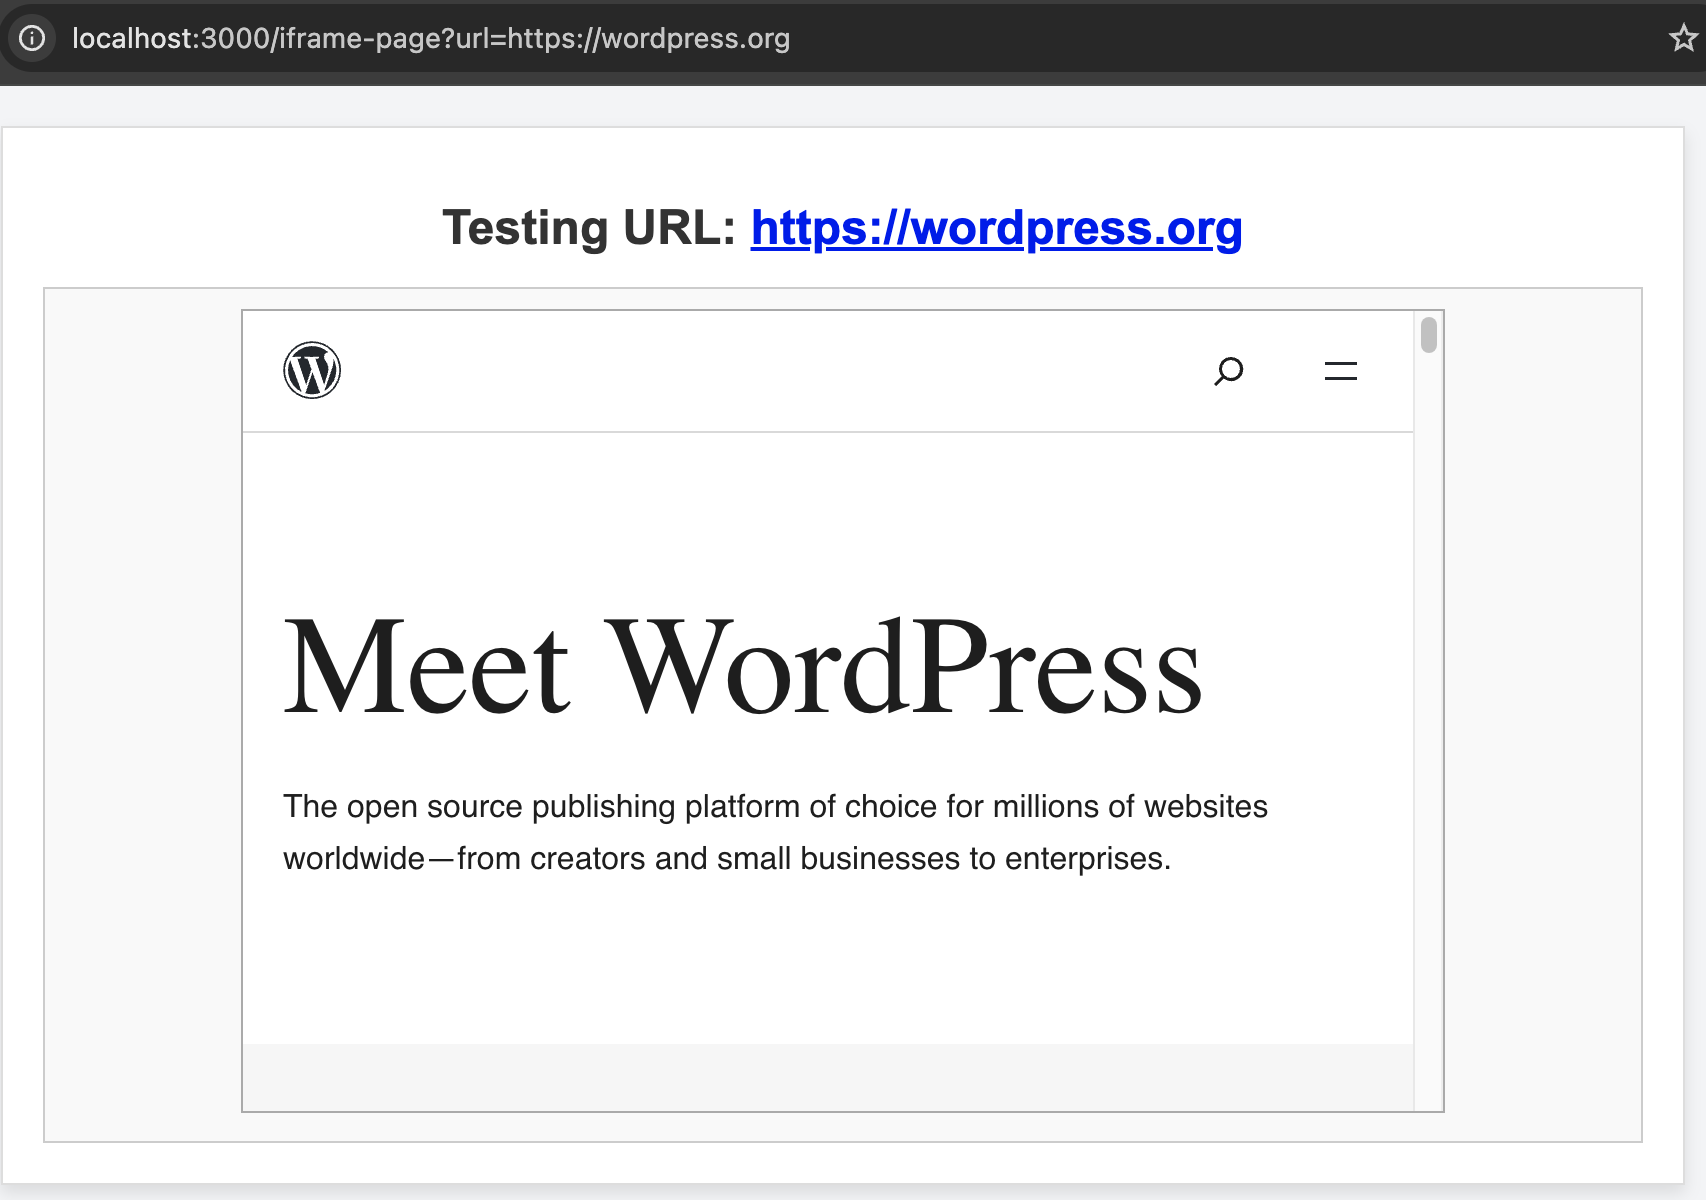 localhost:3000/iframe-page?url=https://wordpress.org
Testing URL: https://wordpress.org
Meet WordPress
The open source publishing platform of choice for millions of websites
worldwide—from creators and small businesses to enterprises.